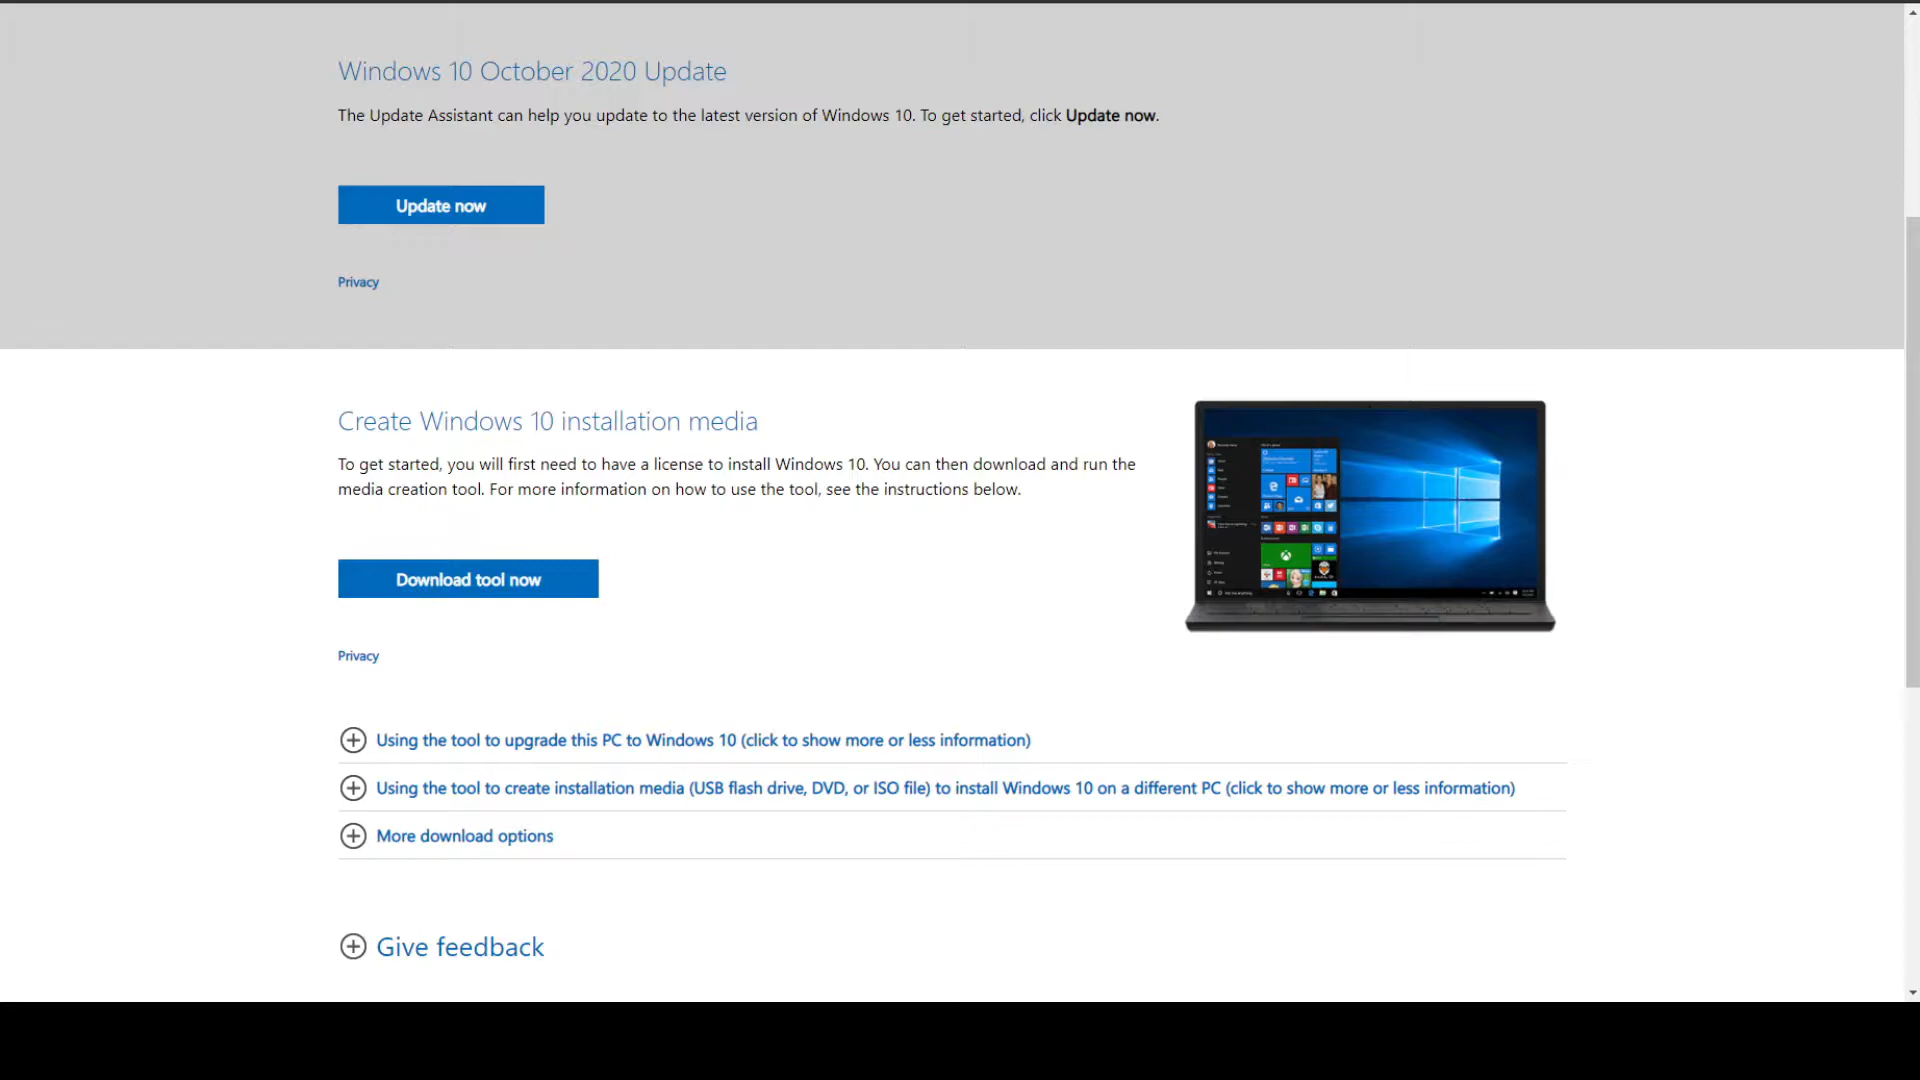 Windows 10 October 2020 Update
The Update Assistant can help you update to the latest version of Windows 10. To get started, click Update now.
Update now
Privacy
Create Windows 10 installation media
To get started, you will first need to have a license to install Windows 10. You can then download and run the
media creation tool. For more information on how to use the tool, see the instructions below.
Download tool now
Privacy
Using the tool to upgrade this PC to Windows 10 (click to show more or less information)
Using the tool to create installation media (USB flash drive, DVD, or ISO file) to install Windows 10 on a different PC (click to show more or less information)
More download options
Give feedback